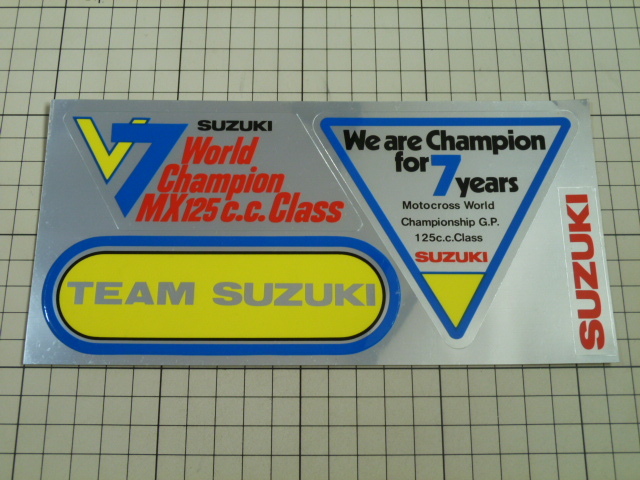 V7
SUZUKI
World
Champion
MX125 c.c. Class
We are Champion
for 7 years
Motocross World
Championship G.P.
125c.c.Class
SUZUKI
TEAM SUZUKI
SUZUKI